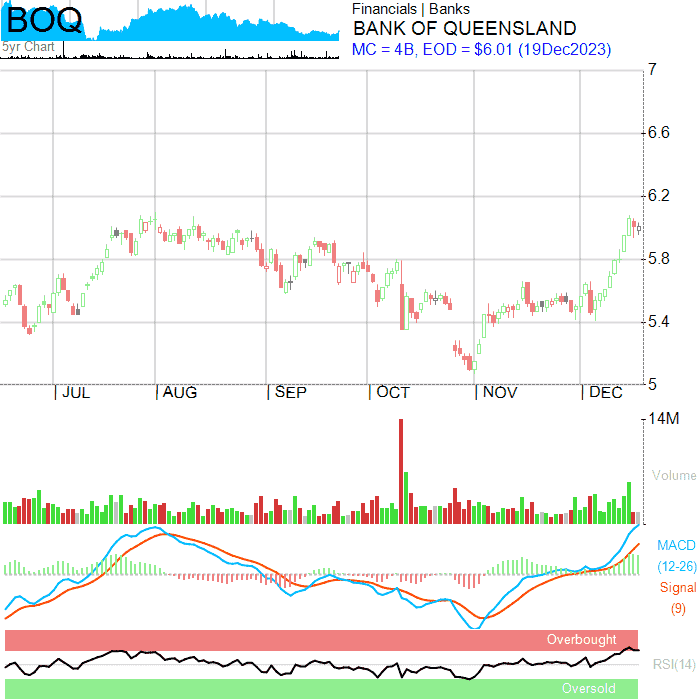 BOQ
5yr Chart
Financials | Banks
BANK OF QUEENSLAND
MC = 4B, EOD = $6.01 (19Dec2023)
7
6.6
6.2
5.8
5.4
5
JUL AUG SEP OCT NOV DEC
14M
Volume
MACD
(12-26)
Signal
(9)
Overbought
RSI(14)
Oversold